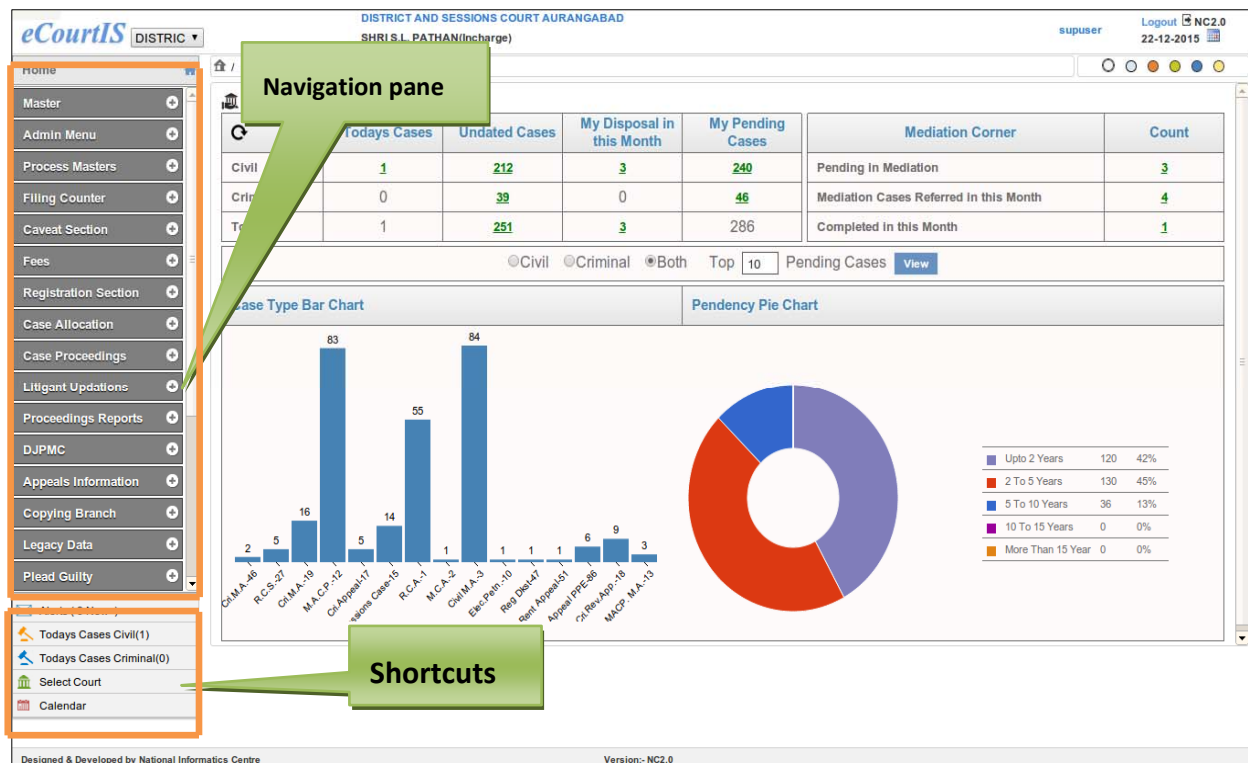 eCourtIS DISTRIC
DISTRICT AND SESSIONS COURT AURANGABAD
SHRI S.L. PATHAN(Incharge)
supuser
Logout NC2.0
22-12-2015
Home
/
Navigation pane
Master
Admin Menu
Process Masters
Filing Counter
Caveat Section
Fees
Registration Section
Case Allocation
Case Proceedings
Litigant Updations
Proceedings Reports
DJPMC
Appeals Information
Copying Branch
Legacy Data
Plead Guilty
Todays Cases Civil(1)
Todays Cases Criminal(0)
Select Court
Calendar
Shortcuts
Todays Cases Undated Cases My Disposal in this Month My Pending Cases
Civil 1 212 3 240
0 39 0 46
1 251 3 286
Mediation Corner Count
Pending in Mediation 3
Mediation Cases Referred in this Month 4
Completed in this Month 1
Civil Criminal Both Top 10 Pending Cases View
Case Type Bar Chart
Pendency Pie Chart
2 5 16 83 5 14 55 1 84 1 1 1 6 9 3
Cri.M.A.-46
R.C.S.-27
Cri.M.A.-19
M.A.C.P.-12
Cri.Appeal-17
ssions Case-15
R.C.A.-1
M.C.A.-2
Civil M.A.-3
Elec.Petn.-10
Reg Dkst-47
Rent Appeal-51
Appeal PPE86
Cri.Rev.App.-18
MACP. M.A.-13
Upto 2 Years 120 42%
2 To 5 Years 130 45%
5 To 10 Years 36 13%
10 To 15 Years 0 0%
More Than 15 Year 0 0%
Designed & Developed by National Informatics Centre
Version:- NC2.0